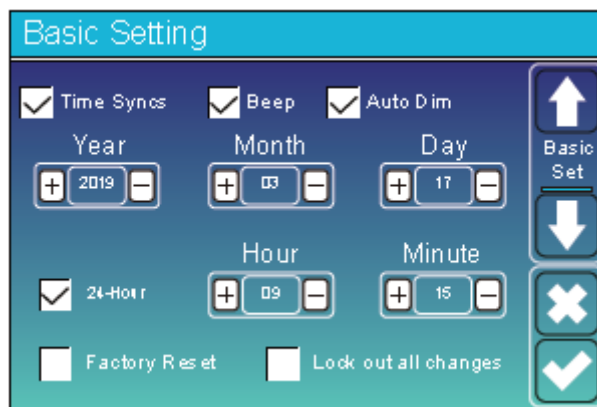 Basic Setting
Time Syncs Beep Auto Dim
Year Month Day
Basic
Set
+ 2019 − + 03 − + 17 −
Hour Minute
24-Hour + 09 − + 15 −
Factory Reset Lock out all changes